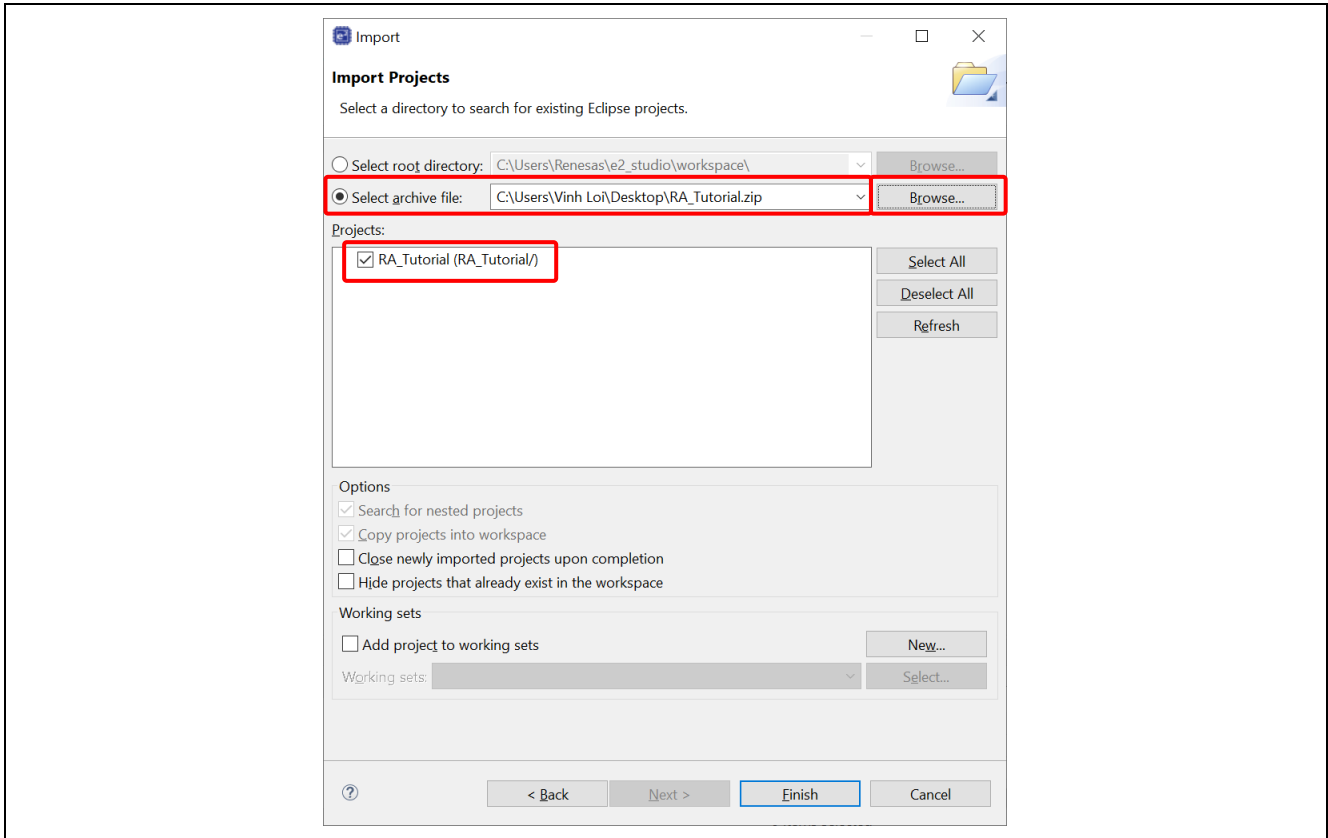 Import
Import Projects
Select a directory to search for existing Eclipse projects.
Select root directory: C:\Users\Renesas\e2_studio\workspace\ Browse...
Select archive file: C:\Users\Vinh Loi\Desktop\RA_Tutorial.zip Browse...
Projects:
RA_Tutorial (RA_Tutorial/) Select All
Deselect All
Refresh
Options
Search for nested projects
Copy projects into workspace
Close newly imported projects upon completion
Hide projects that already exist in the workspace
Working sets
Add project to working sets New...
Working sets: Select...
< Back Next > Finish Cancel